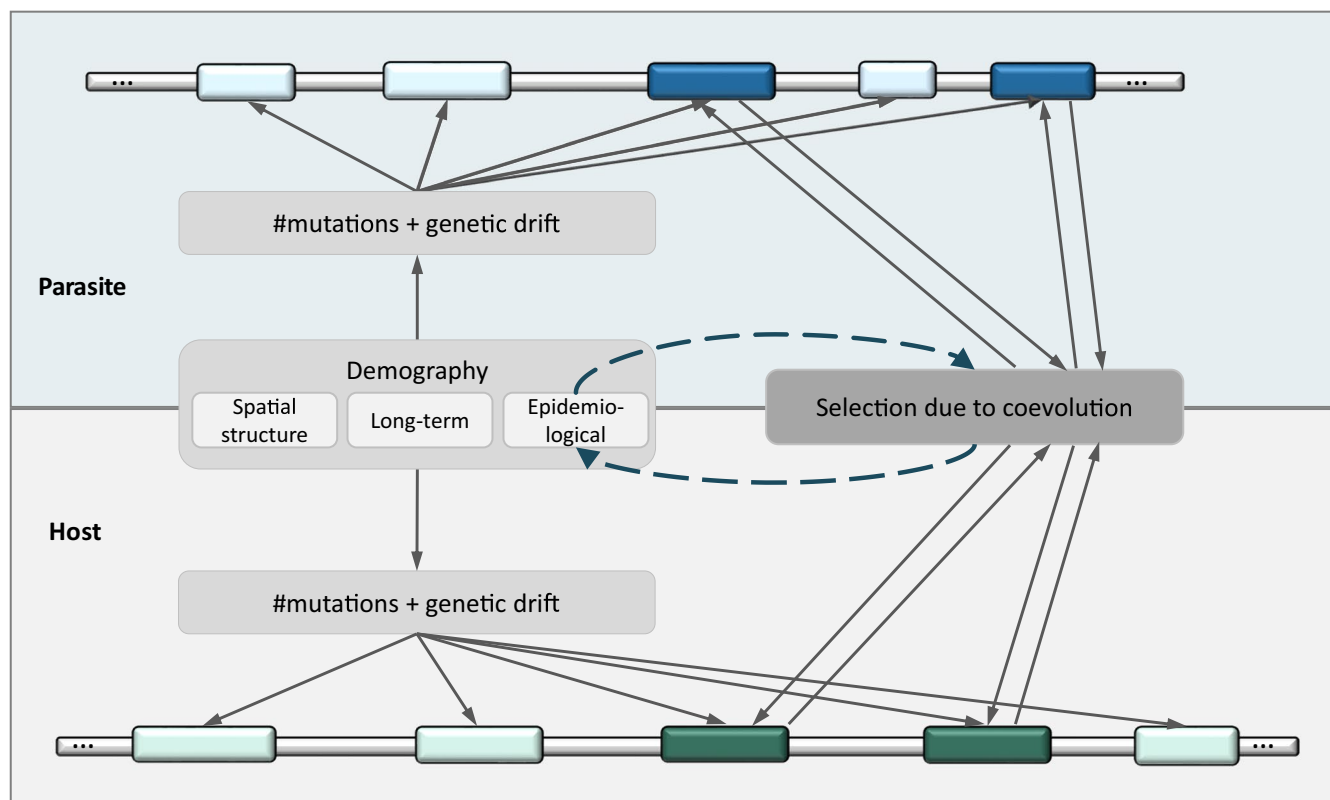 ... ...
#mutations + genetic drift
Parasite
Demography
Spatial
structure
Long-term
Epidemio-
logical
Selection due to coevolution
Host
#mutations + genetic drift
... ...